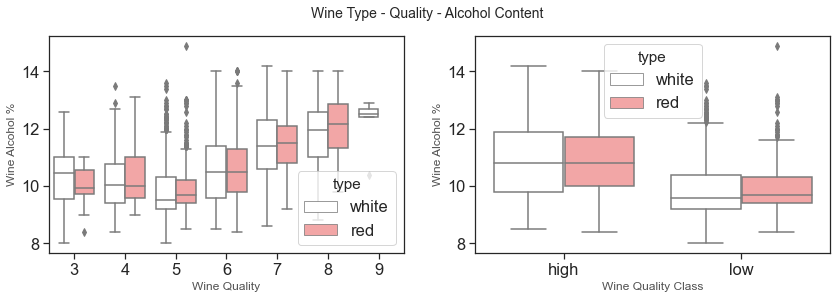 Wine Type - Quality - Alcohol Content
Wine Alcohol %
14
12
10
8
type
white
red
3 4 5 6 7 8 9
Wine Quality
Wine Alcohol %
14
12
10
8
type
white
red
high low
Wine Quality Class